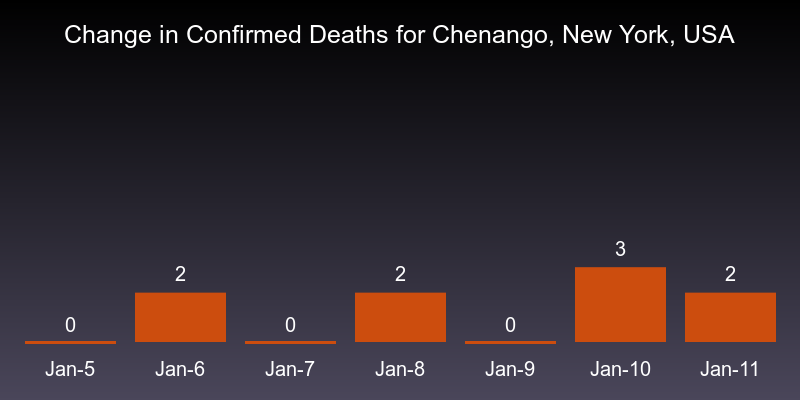 Change in Confirmed Deaths for Chenango, New York, USA
3
2 2 2
0 0 0
Jan-5 Jan-6 Jan-7 Jan-8 Jan-9 Jan-10 Jan-11